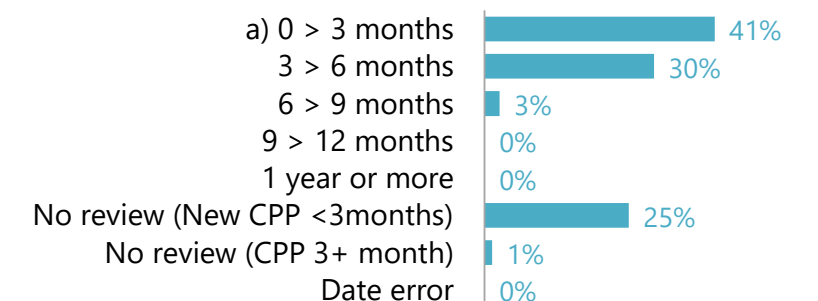 a) 0 > 3 months 41%
3 > 6 months 30%
6 > 9 months 3%
9 > 12 months 0%
1 year or more 0%
No review (New CPP <3months) 25%
No review (CPP 3+ month) 1%
Date error 0%